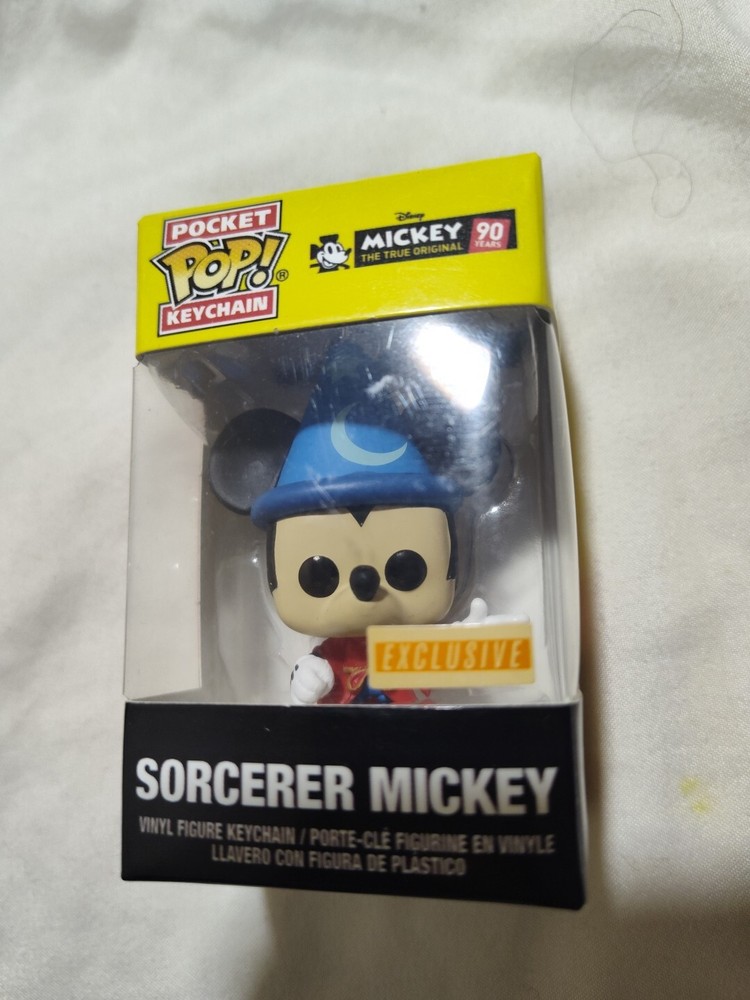 POCKET
POP!®
KEYCHAIN
Disney
MICKEY
THE TRUE ORIGINAL
90
YEARS
EXCLUSIVE
SORCERER MICKEY
VINYL FIGURE KEYCHAIN / PORTE-CLÉ FIGURINE EN VINYLE
LLAVERO CON FIGURA DE PLÁSTICO